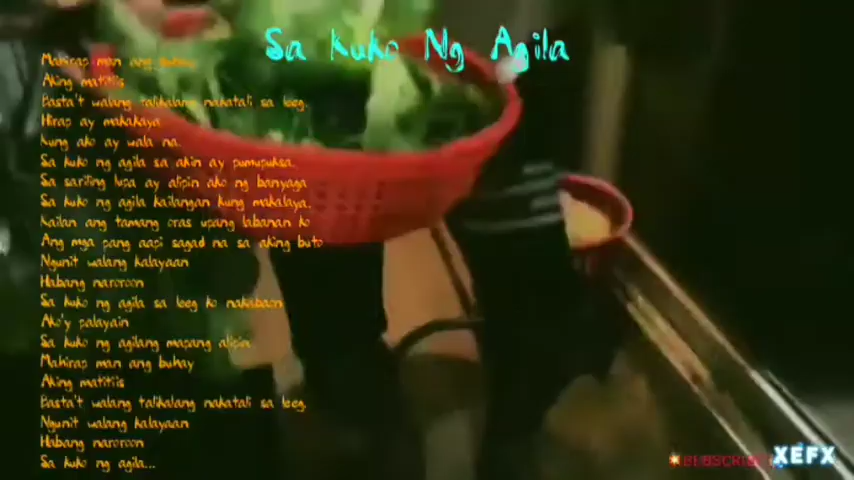 Sa Kuko Ng Agila
Mahirap man ang buhay
Aking matitiis
Basta't walang talikalang nakatali sa leeg.
Hirap ay makakaya
Kung ako ay wala na.
Sa kuko ng agila sa akin ay pumupuksa.
Sa sariling lupa ay alipin ako ng banyaga
Sa kuko ng agila kailangan kung makalaya.
Kailan ang tamang oras upang labanan ko
Ang mga pang aapi sagad na sa aking buto
Ngunit walang kalayaan
Habang naroroon
Sa kuko ng agila sa leeg ko nakabaon
Ako'y palayain
Sa kuko ng agilang mapang alipin
Mahirap man ang buhay
Aking matitiis
Basta't walang talikalang nakatali sa leeg.
Ngunit walang kalayaan
Habang naroroon
Sa kuko ng agila...
XEFX